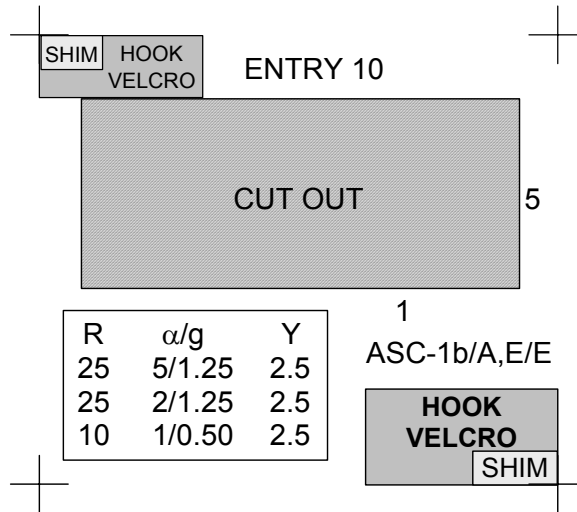 SHIM HOOK
VELCRO
ENTRY 10
CUT OUT
5
1
ASC-1b/A,E/E
R α/g Y
25 5/1.25 2.5
25 2/1.25 2.5
10 1/0.50 2.5
HOOK
VELCRO
SHIM